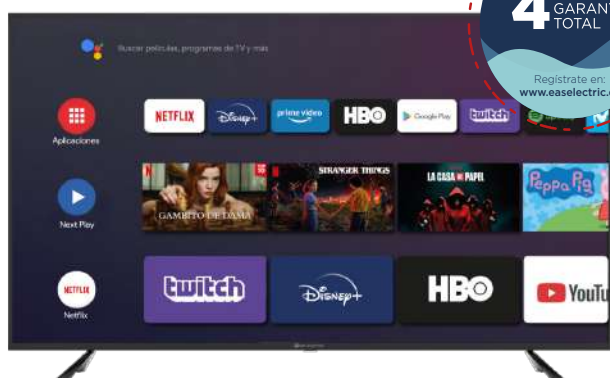 4 GARANT
TOTAL
Regístrate en:
www.easelectric.e
Buscar películas, programas de TV y más
NETFLIX Disney+ prime video HBO Google Play twitch
Aplicaciones
GAMBITO DE DAMA STRANGER THINGS LA CASA DE PAPEL Peppa Pig
Next Play
NETFLIX twitch Disney+ HBO YouTu
Netflix